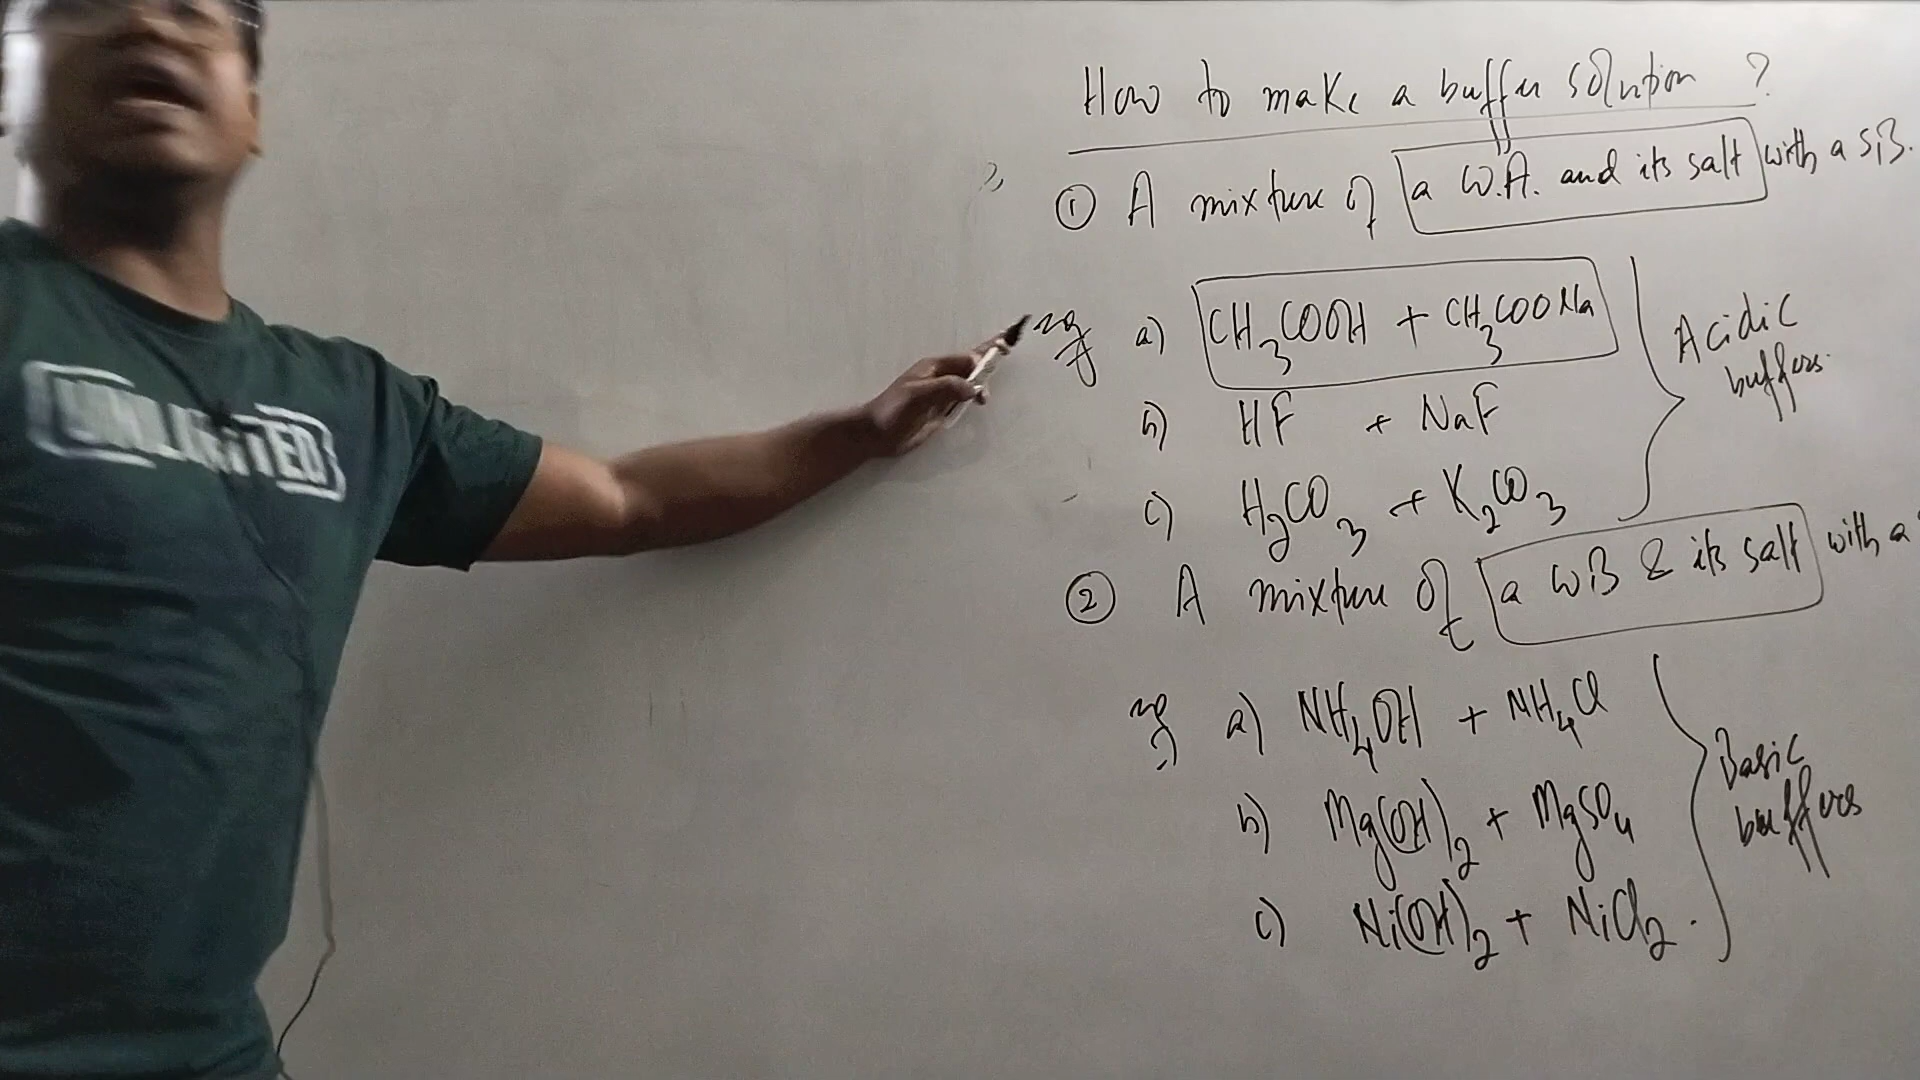 How to make a buffer solution ?
① A mixture of a W.A. and its salt with a SB.
eg a) CH3COOH + CH3COONa
b) HF + NaF
c) H2CO3 + K2CO3
Acidic
buffers.
② A mixture of a WB & its salt with a
eg a) NH4OH + NH4Cl
b) Mg(OH)2 + MgSO4
c) Ni(OH)2 + NiCl2.
Basic
buffers
UNLIMITED